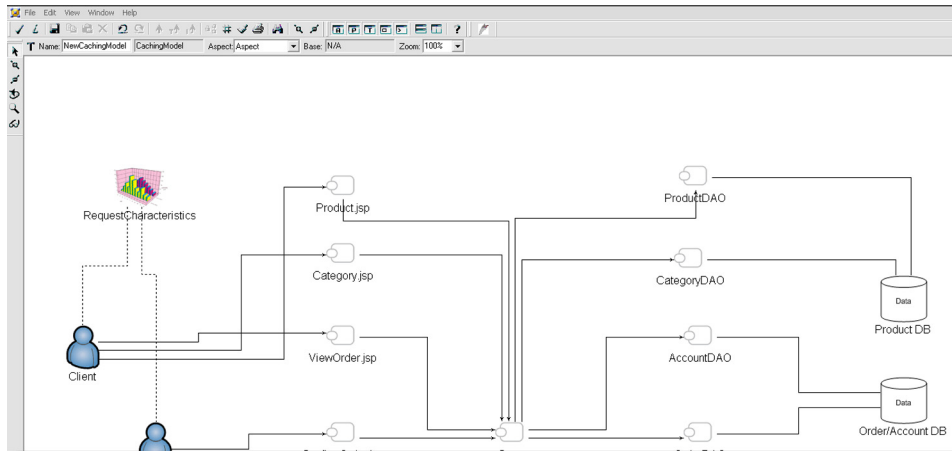 File Edit View Window Help
Name: NewCachingModel CachingModel Aspect: Aspect Base: N/A Zoom: 100%
RequestCharacteristics
Product.jsp
ProductDAO
Category.jsp
CategoryDAO
Data
Product DB
ViewOrder.jsp
AccountDAO
Client
Data
Order/Account DB